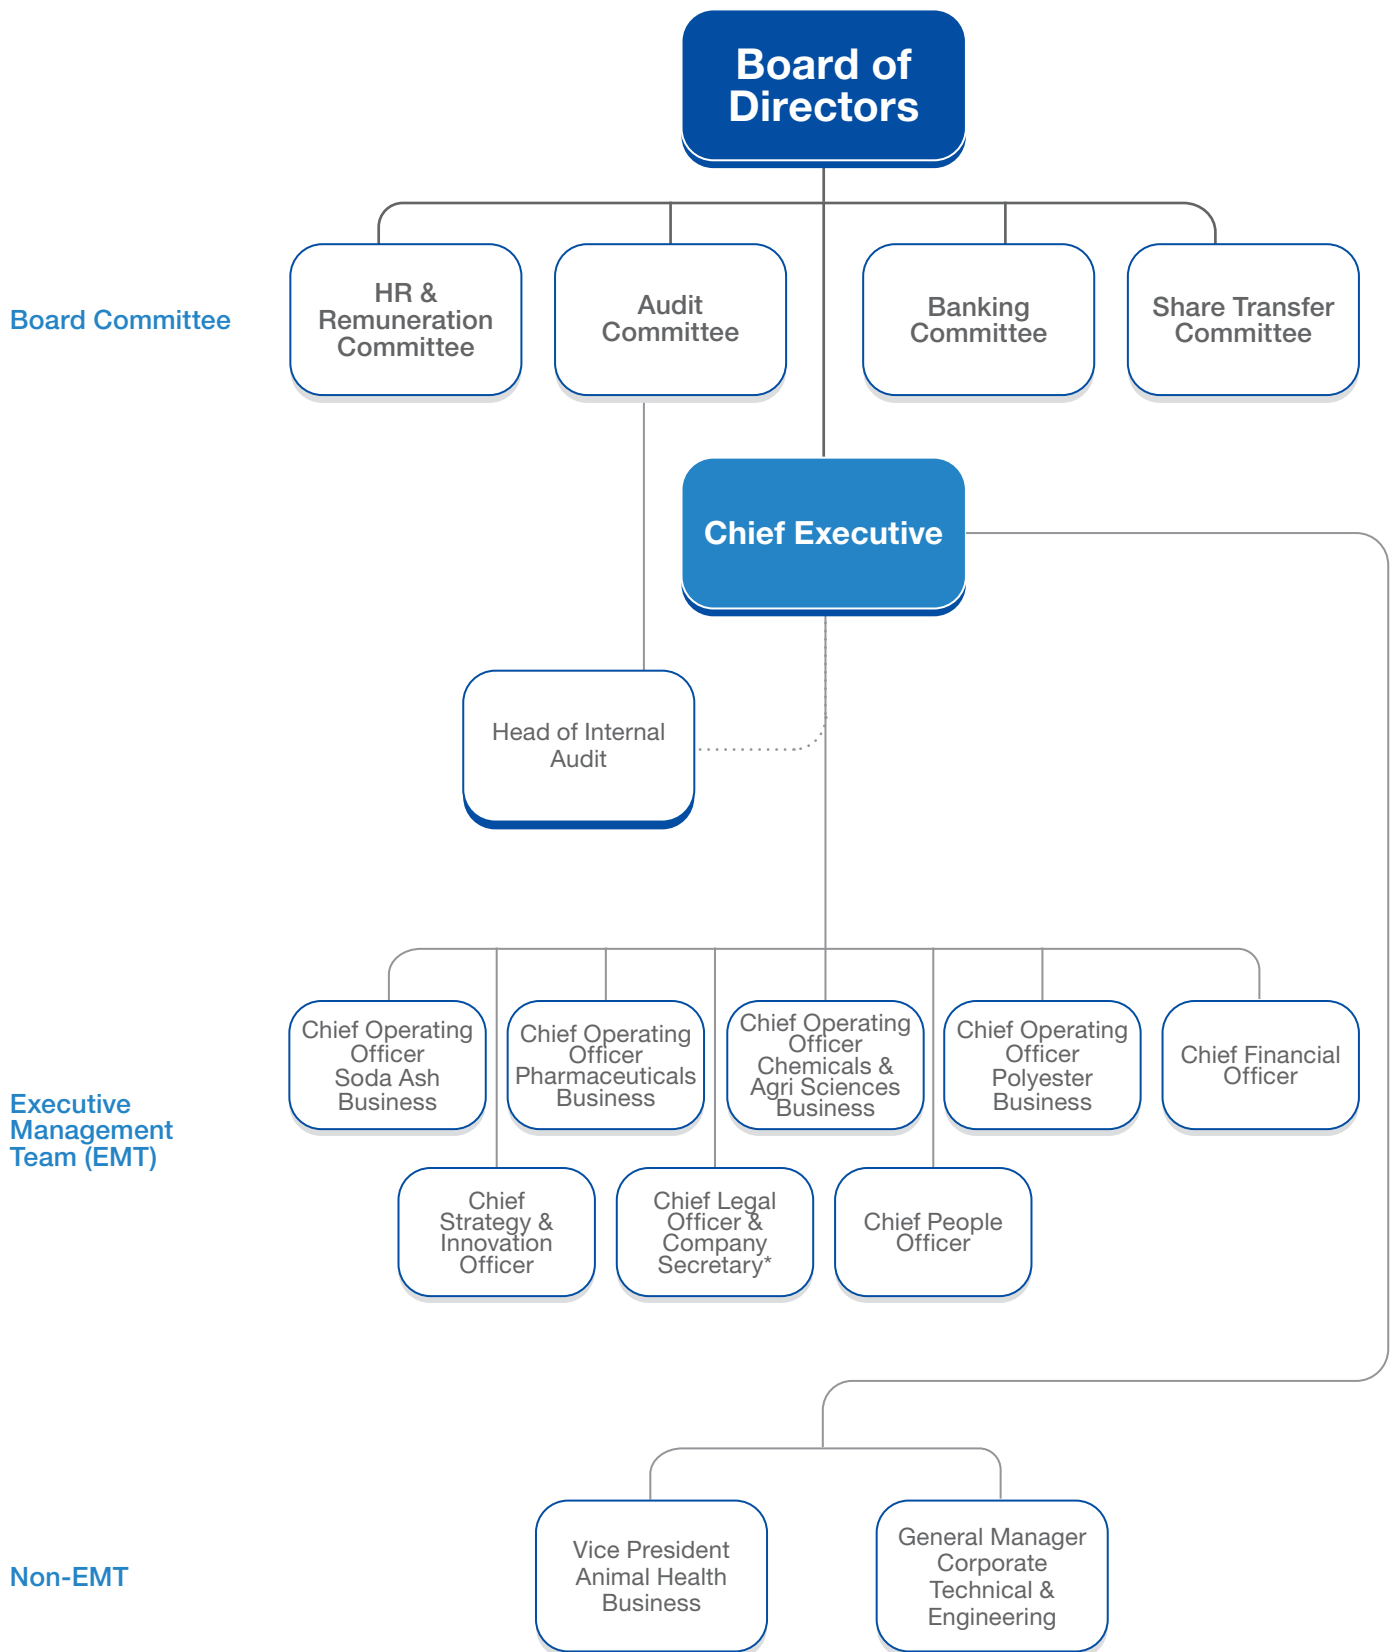 Board of
Directors
Board Committee
HR &
Remuneration
Committee
Audit
Committee
Banking
Committee
Share Transfer
Committee
Chief Executive
Head of Internal
Audit
Executive
Management
Team (EMT)
Chief Operating
Officer
Soda Ash
Business
Chief Operating
Officer
Pharmaceuticals
Business
Chief Operating
Officer
Chemicals &
Agri Sciences
Business
Chief Operating
Officer
Polyester
Business
Chief Financial
Officer
Chief
Strategy &
Innovation
Officer
Chief Legal
Officer &
Company
Secretary*
Chief People
Officer
Non-EMT
Vice President
Animal Health
Business
General Manager
Corporate
Technical &
Engineering